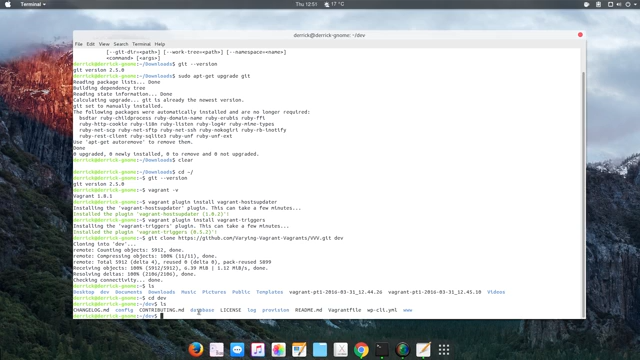 Terminal
Thu 12:51
17 °C
derrick@derrick-gnome:~/dev
File Edit View Search Terminal Help
[--git-dir=<path>] [--work-tree=<path>] [--namespace=<name>]
<command> [<args>]
derrick@derrick-gnome:~/Downloads$ git --version
git version 2.5.0
derrick@derrick-gnome:~/Downloads$ sudo apt-get upgrade git
Reading package lists... Done
Building dependency tree
Reading state information... Done
Calculating upgrade... git is already the newest version.
git set to manually installed.
The following packages were automatically installed and are no longer required:
bsdtar ruby-childprocess ruby-domain-name ruby-erubis ruby-ffi
ruby-http-cookie ruby-i18n ruby-listen ruby-log4r ruby-mime-types
ruby-net-scp ruby-net-sftp ruby-net-ssh ruby-nokogiri ruby-rb-inotify
ruby-rest-client ruby-sqlite3 ruby-unf ruby-unf-ext
Use 'apt-get autoremove' to remove them.
Done
0 upgraded, 0 newly installed, 0 to remove and 0 not upgraded.
derrick@derrick-gnome:~/Downloads$ clear
derrick@derrick-gnome:~/Downloads$ cd ~/
derrick@derrick-gnome:~$ git --version
git version 2.5.0
derrick@derrick-gnome:~$ vagrant -v
Vagrant 1.8.1
derrick@derrick-gnome:~$ vagrant plugin install vagrant-hostsupdater
Installing the 'vagrant-hostsupdater' plugin. This can take a few minutes...
Installed the plugin 'vagrant-hostsupdater (1.0.2)'!
derrick@derrick-gnome:~$ vagrant plugin install vagrant-triggers
Installing the 'vagrant-triggers' plugin. This can take a few minutes...
Installed the plugin 'vagrant-triggers (0.5.2)'!
derrick@derrick-gnome:~$ git clone https://github.com/Varying-Vagrant-Vagrants/VVV.git dev
Cloning into 'dev'...
remote: Counting objects: 5912, done.
remote: Compressing objects: 100% (11/11), done.
remote: Total 5912 (delta 4), reused 0 (delta 0), pack-reused 5899
Receiving objects: 100% (5912/5912), 6.39 MiB | 1.12 MiB/s, done.
Resolving deltas: 100% (2106/2106), done.
Checking connectivity... done.
derrick@derrick-gnome:~$ ls
Desktop dev Documents Downloads Music Pictures Public Templates vagrant-pt1-2016-03-31_12.44.26 vagrant-pt1-2016-03-31_12.45.10 Videos
derrick@derrick-gnome:~$ cd dev
derrick@derrick-gnome:~/dev$ ls
CHANGELOG.md config CONTRIBUTING.md database LICENSE log provision README.md Vagrantfile wp-cli.yml www
derrick@derrick-gnome:~/dev$